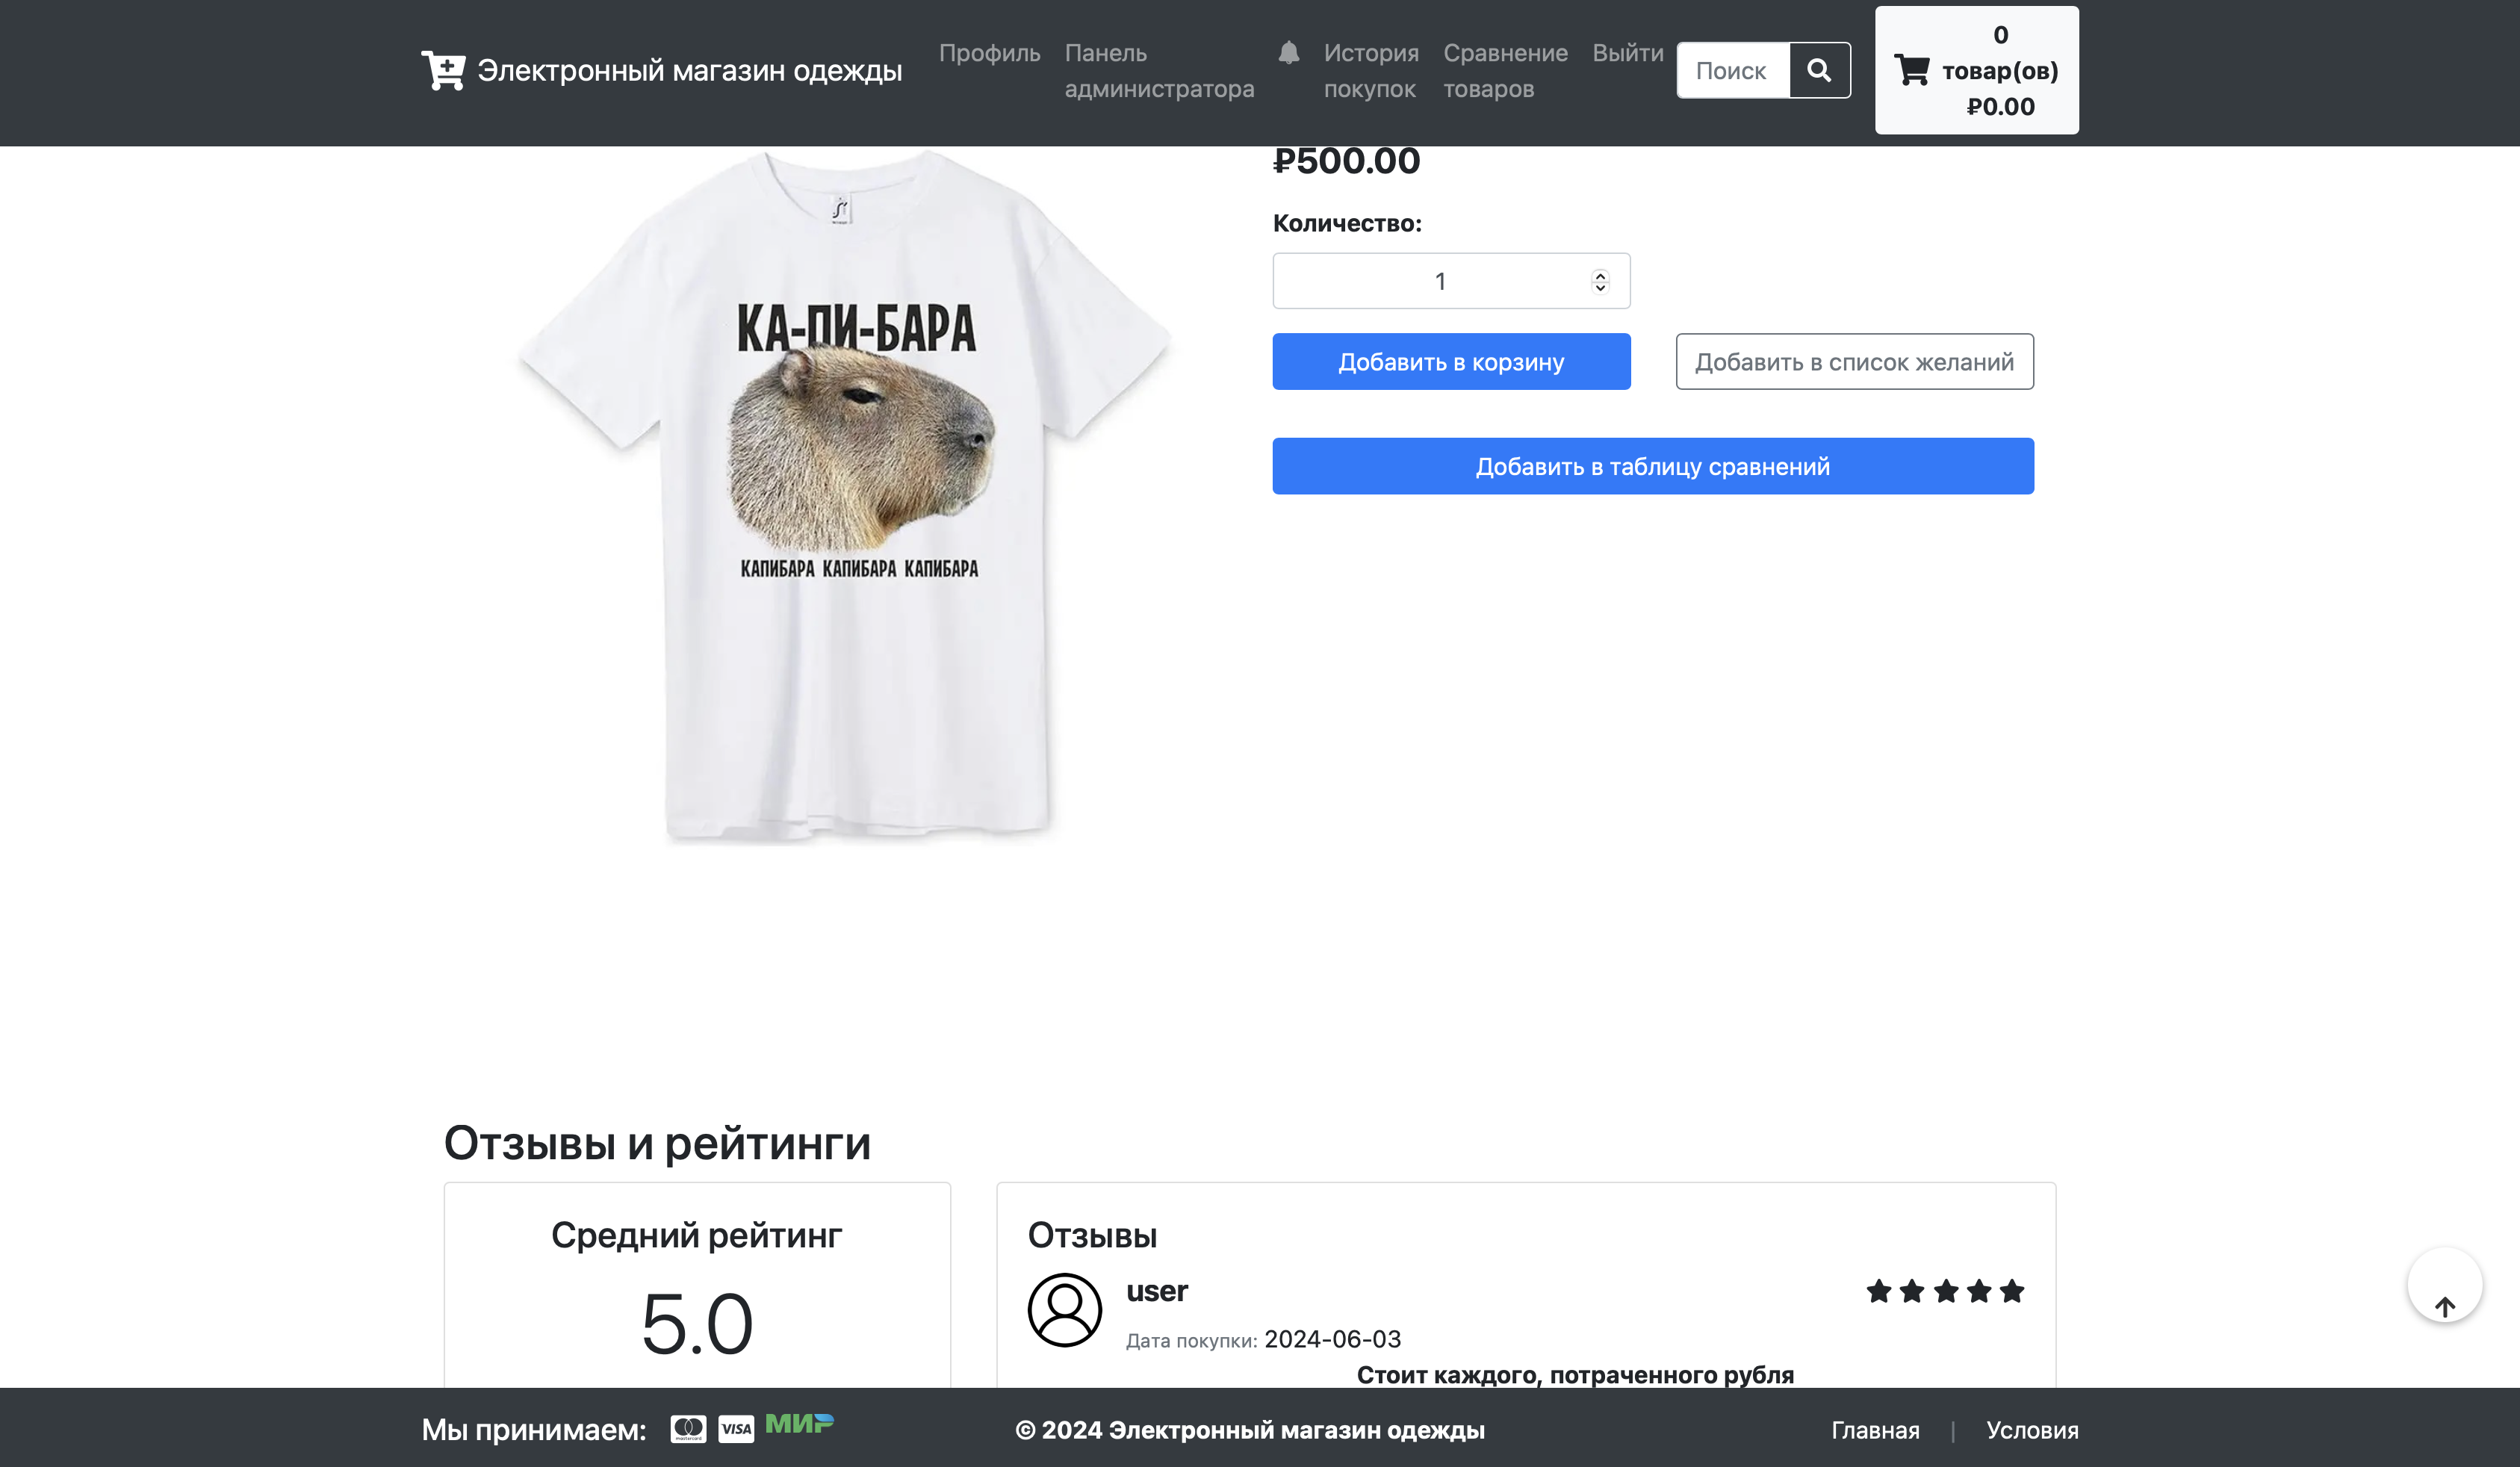 Электронный магазин одежды
Профиль
Панель
администратора
История
покупок
Сравнение
товаров
Выйти
Поиск
0
товар(ов)
₽0.00
₽500.00
Количество:
1
Добавить в корзину
Добавить в список желаний
Добавить в таблицу сравнений
КА-ПИ-БАРА
КАПИБАРА КАПИБАРА КАПИБАРА
Отзывы и рейтинги
Средний рейтинг
5.0
Отзывы
user
Дата покупки: 2024-06-03
Стоит каждого, потраченного рубля
Мы принимаем:
mastercard
VISA
МИР
© 2024 Электронный магазин одежды
Главная | Условия